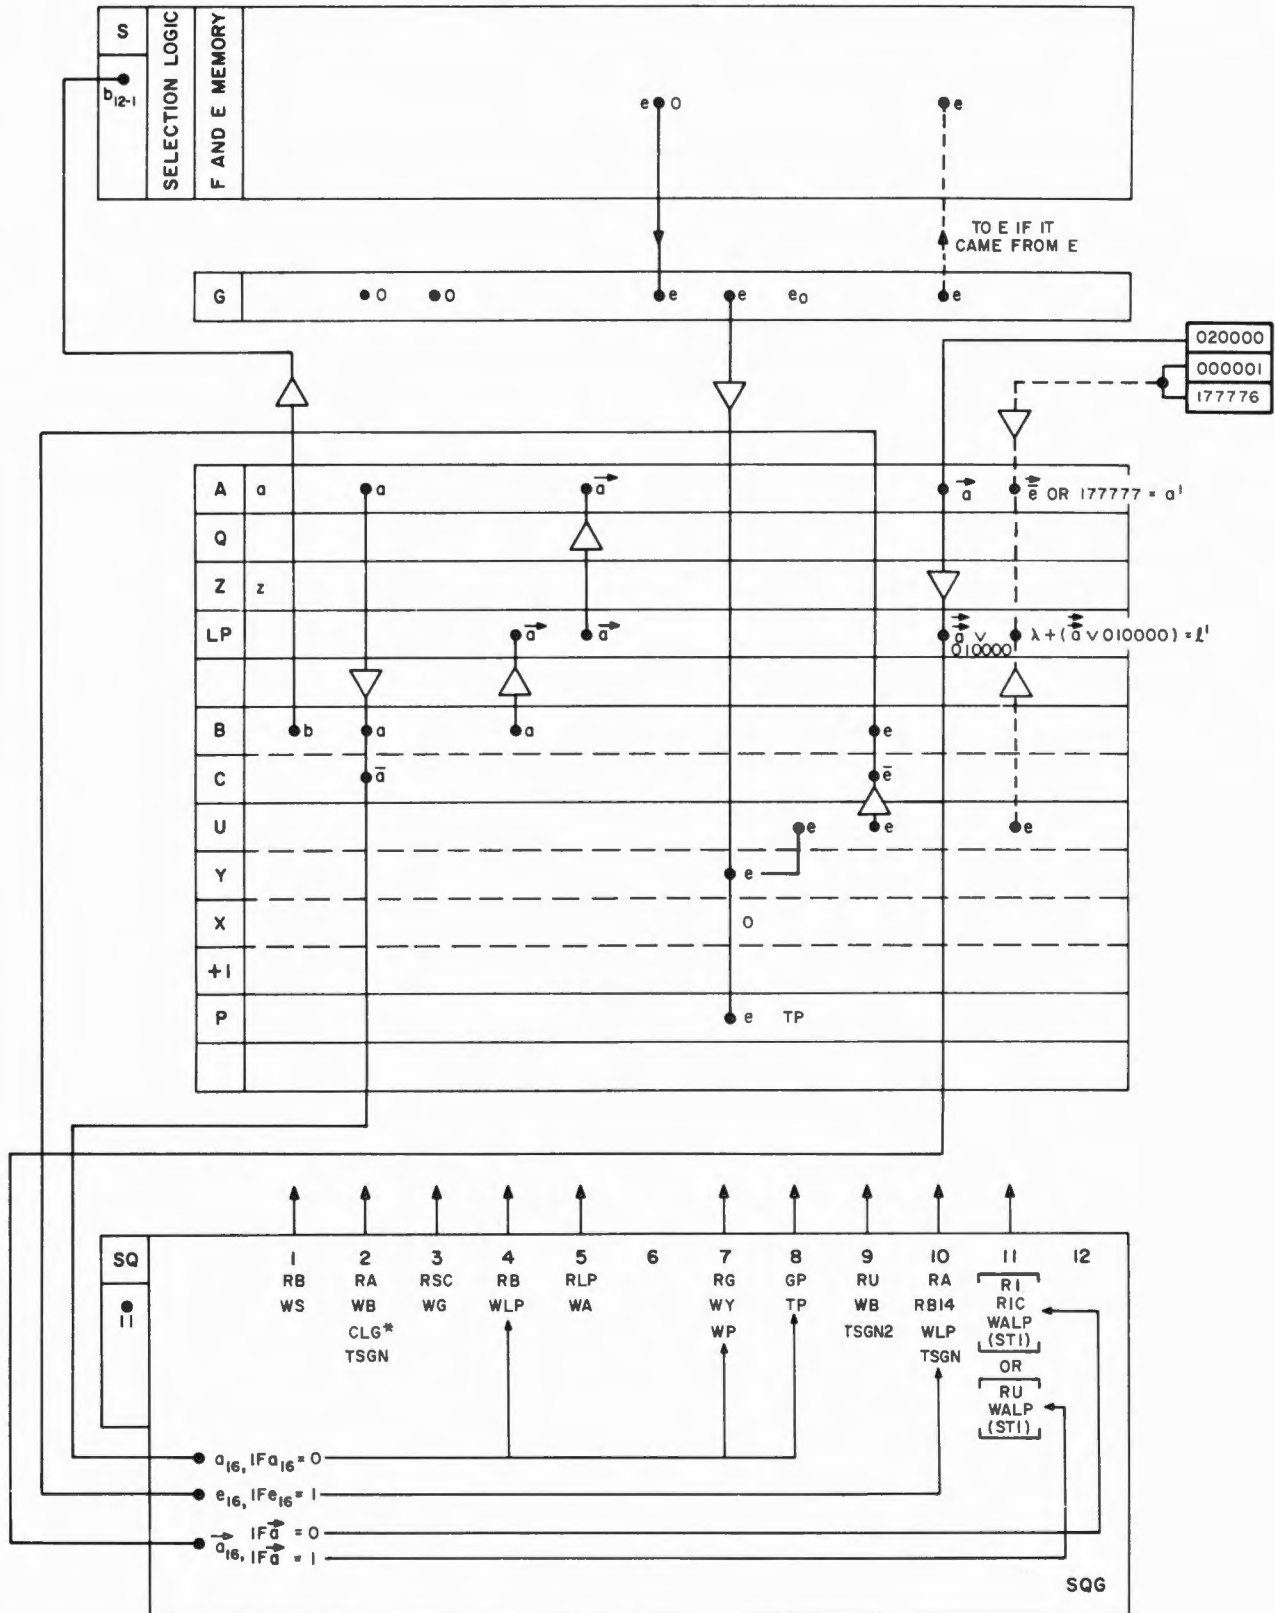 S
SELECTION LOGIC
F AND E MEMORY
b12-1
e 0
e
TO E IF IT
CAME FROM E
G
0
0
e
e
e0
e
020000
000001
177776
A
a
a
a
a
e OR 177777 = a'
Q
Z
z
LP
a
a
a v
010000
λ+(a v 010000) = l'
B
b
a
a
e
C
a
e
U
e
e
e
Y
e
X
0
+1
P
e
TP
SQ
11
1 2 3 4 5 6 7 8 9 10 11 12
RB RA RSC RB RLP RG GP RU RA R1
WS WB WG WLP WA WY TP WB RB14 R1C
CLG* WP TSGN2 WLP WALP
TSGN TSGN (ST1)
OR
RU
WALP
(ST1)
a16, IF a16 = 0
e16, IF e16 = 1
a16, IF a = 0
IF a = 1
SQG